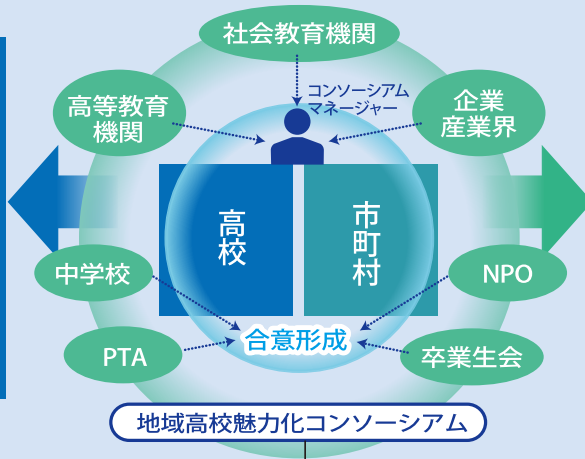 社会教育機関
コンソーシアム
マネージャー
高等教育
機関
企業
産業界
高校
市町村
中学校
NPO
合意形成
PTA
卒業生会
地域高校魅力化コンソーシアム